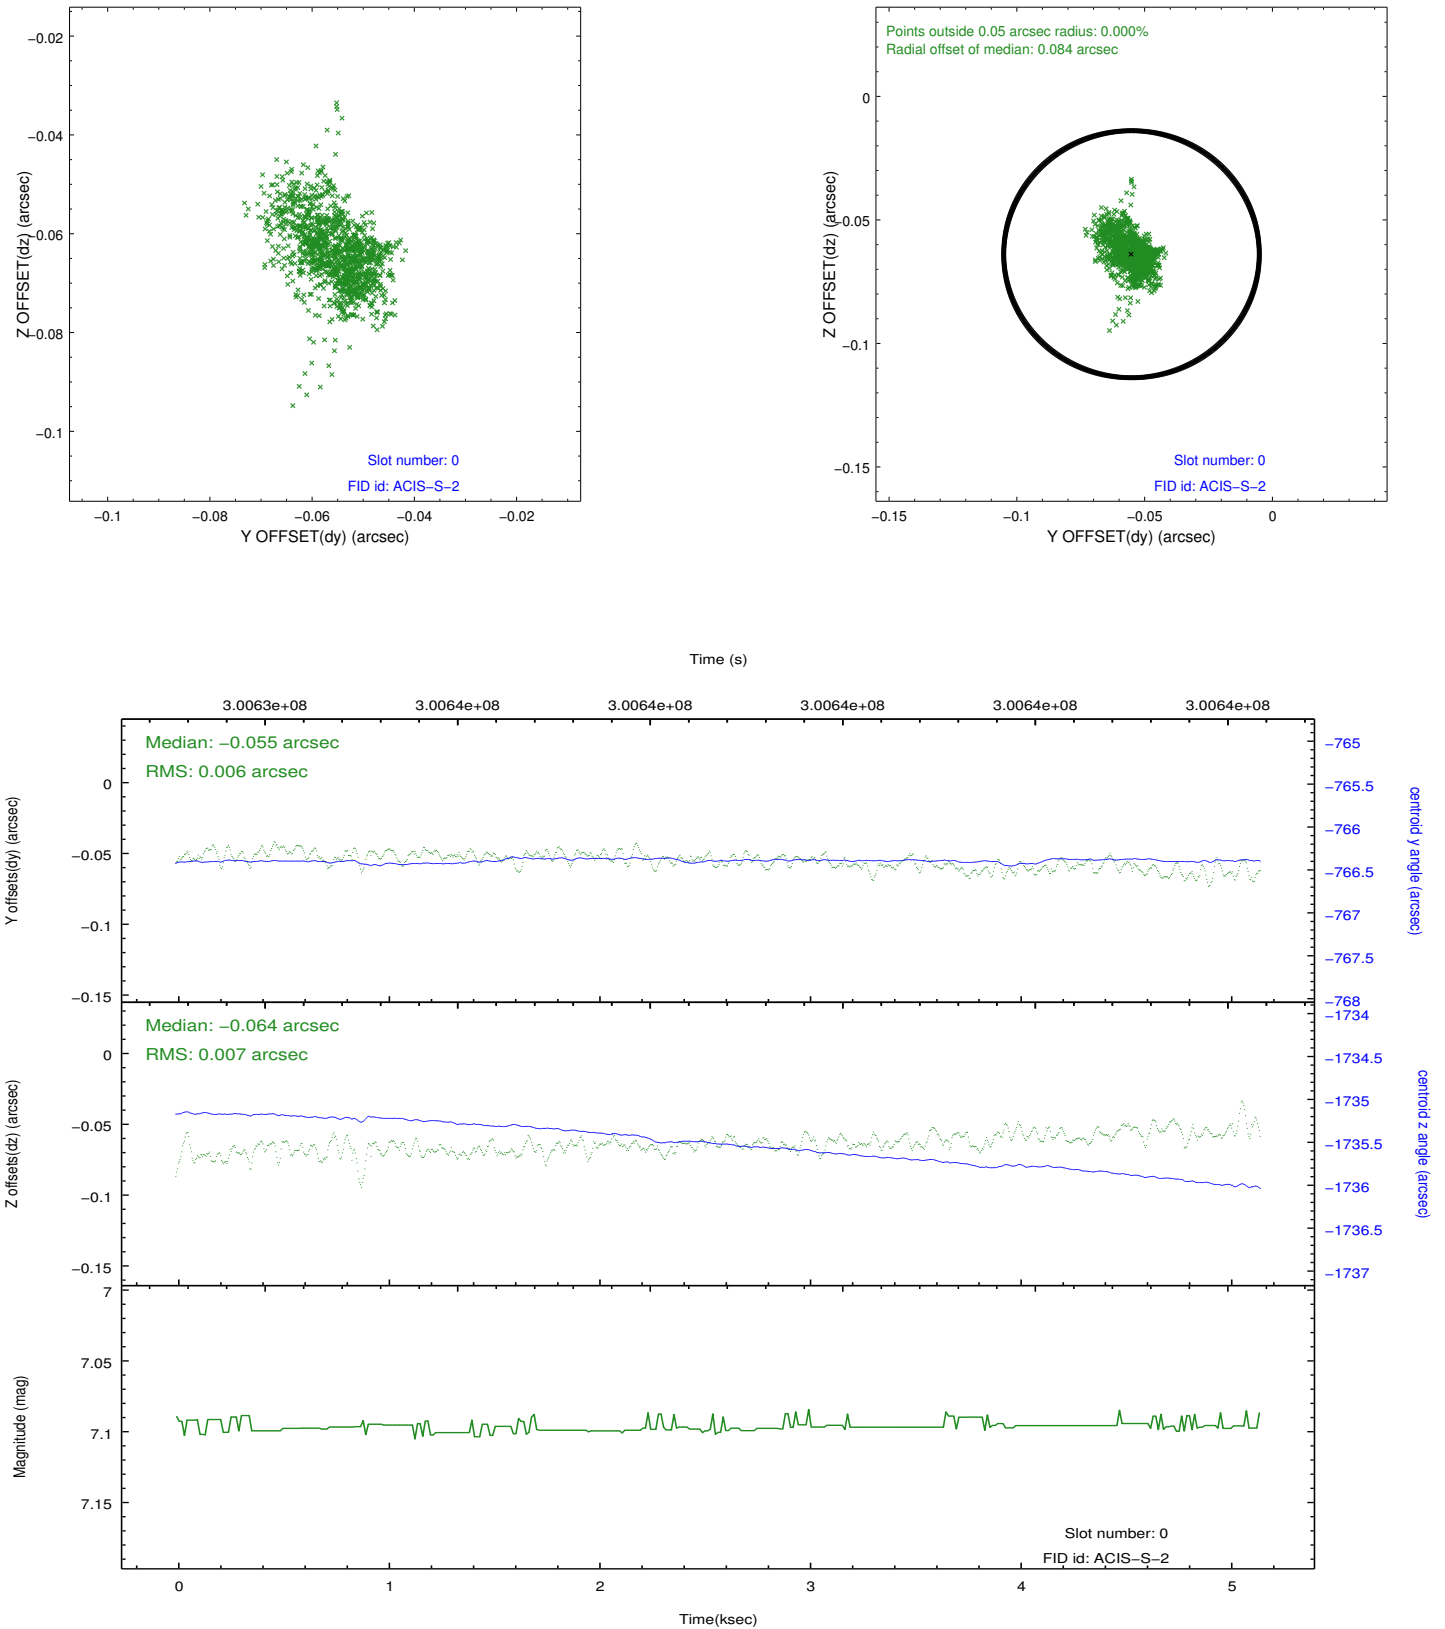 −0.02
−0.04
−0.06
−0.08
−0.1
Z OFFSET(dz) (arcsec)
Slot number: 0
FID id: ACIS−S−2
−0.1 −0.08 −0.06 −0.04 −0.02
Y OFFSET(dy) (arcsec)
Points outside 0.05 arcsec radius: 0.000%
Radial offset of median: 0.084 arcsec
0
−0.05
−0.1
−0.15
Z OFFSET(dz) (arcsec)
Slot number: 0
FID id: ACIS−S−2
−0.15 −0.1 −0.05 0
Y OFFSET(dy) (arcsec)
Time (s)
3.0063e+08 3.0064e+08 3.0064e+08 3.0064e+08 3.0064e+08 3.0064e+08
Median: −0.055 arcsec
RMS: 0.006 arcsec
0
−0.05
−0.1
−0.15
Y offsets(dy) (arcsec)
−765
−765.5
−766
−766.5
−767
−767.5
−768
centroid y angle (arcsec)
Median: −0.064 arcsec
RMS: 0.007 arcsec
0
−0.05
−0.1
−0.15
Z offsets(dz) (arcsec)
−1734
−1734.5
−1735
−1735.5
−1736
−1736.5
−1737
centroid z angle (arcsec)
7
7.05
7.1
7.15
Magnitude (mag)
Slot number: 0
FID id: ACIS−S−2
0 1 2 3 4 5
Time(ksec)